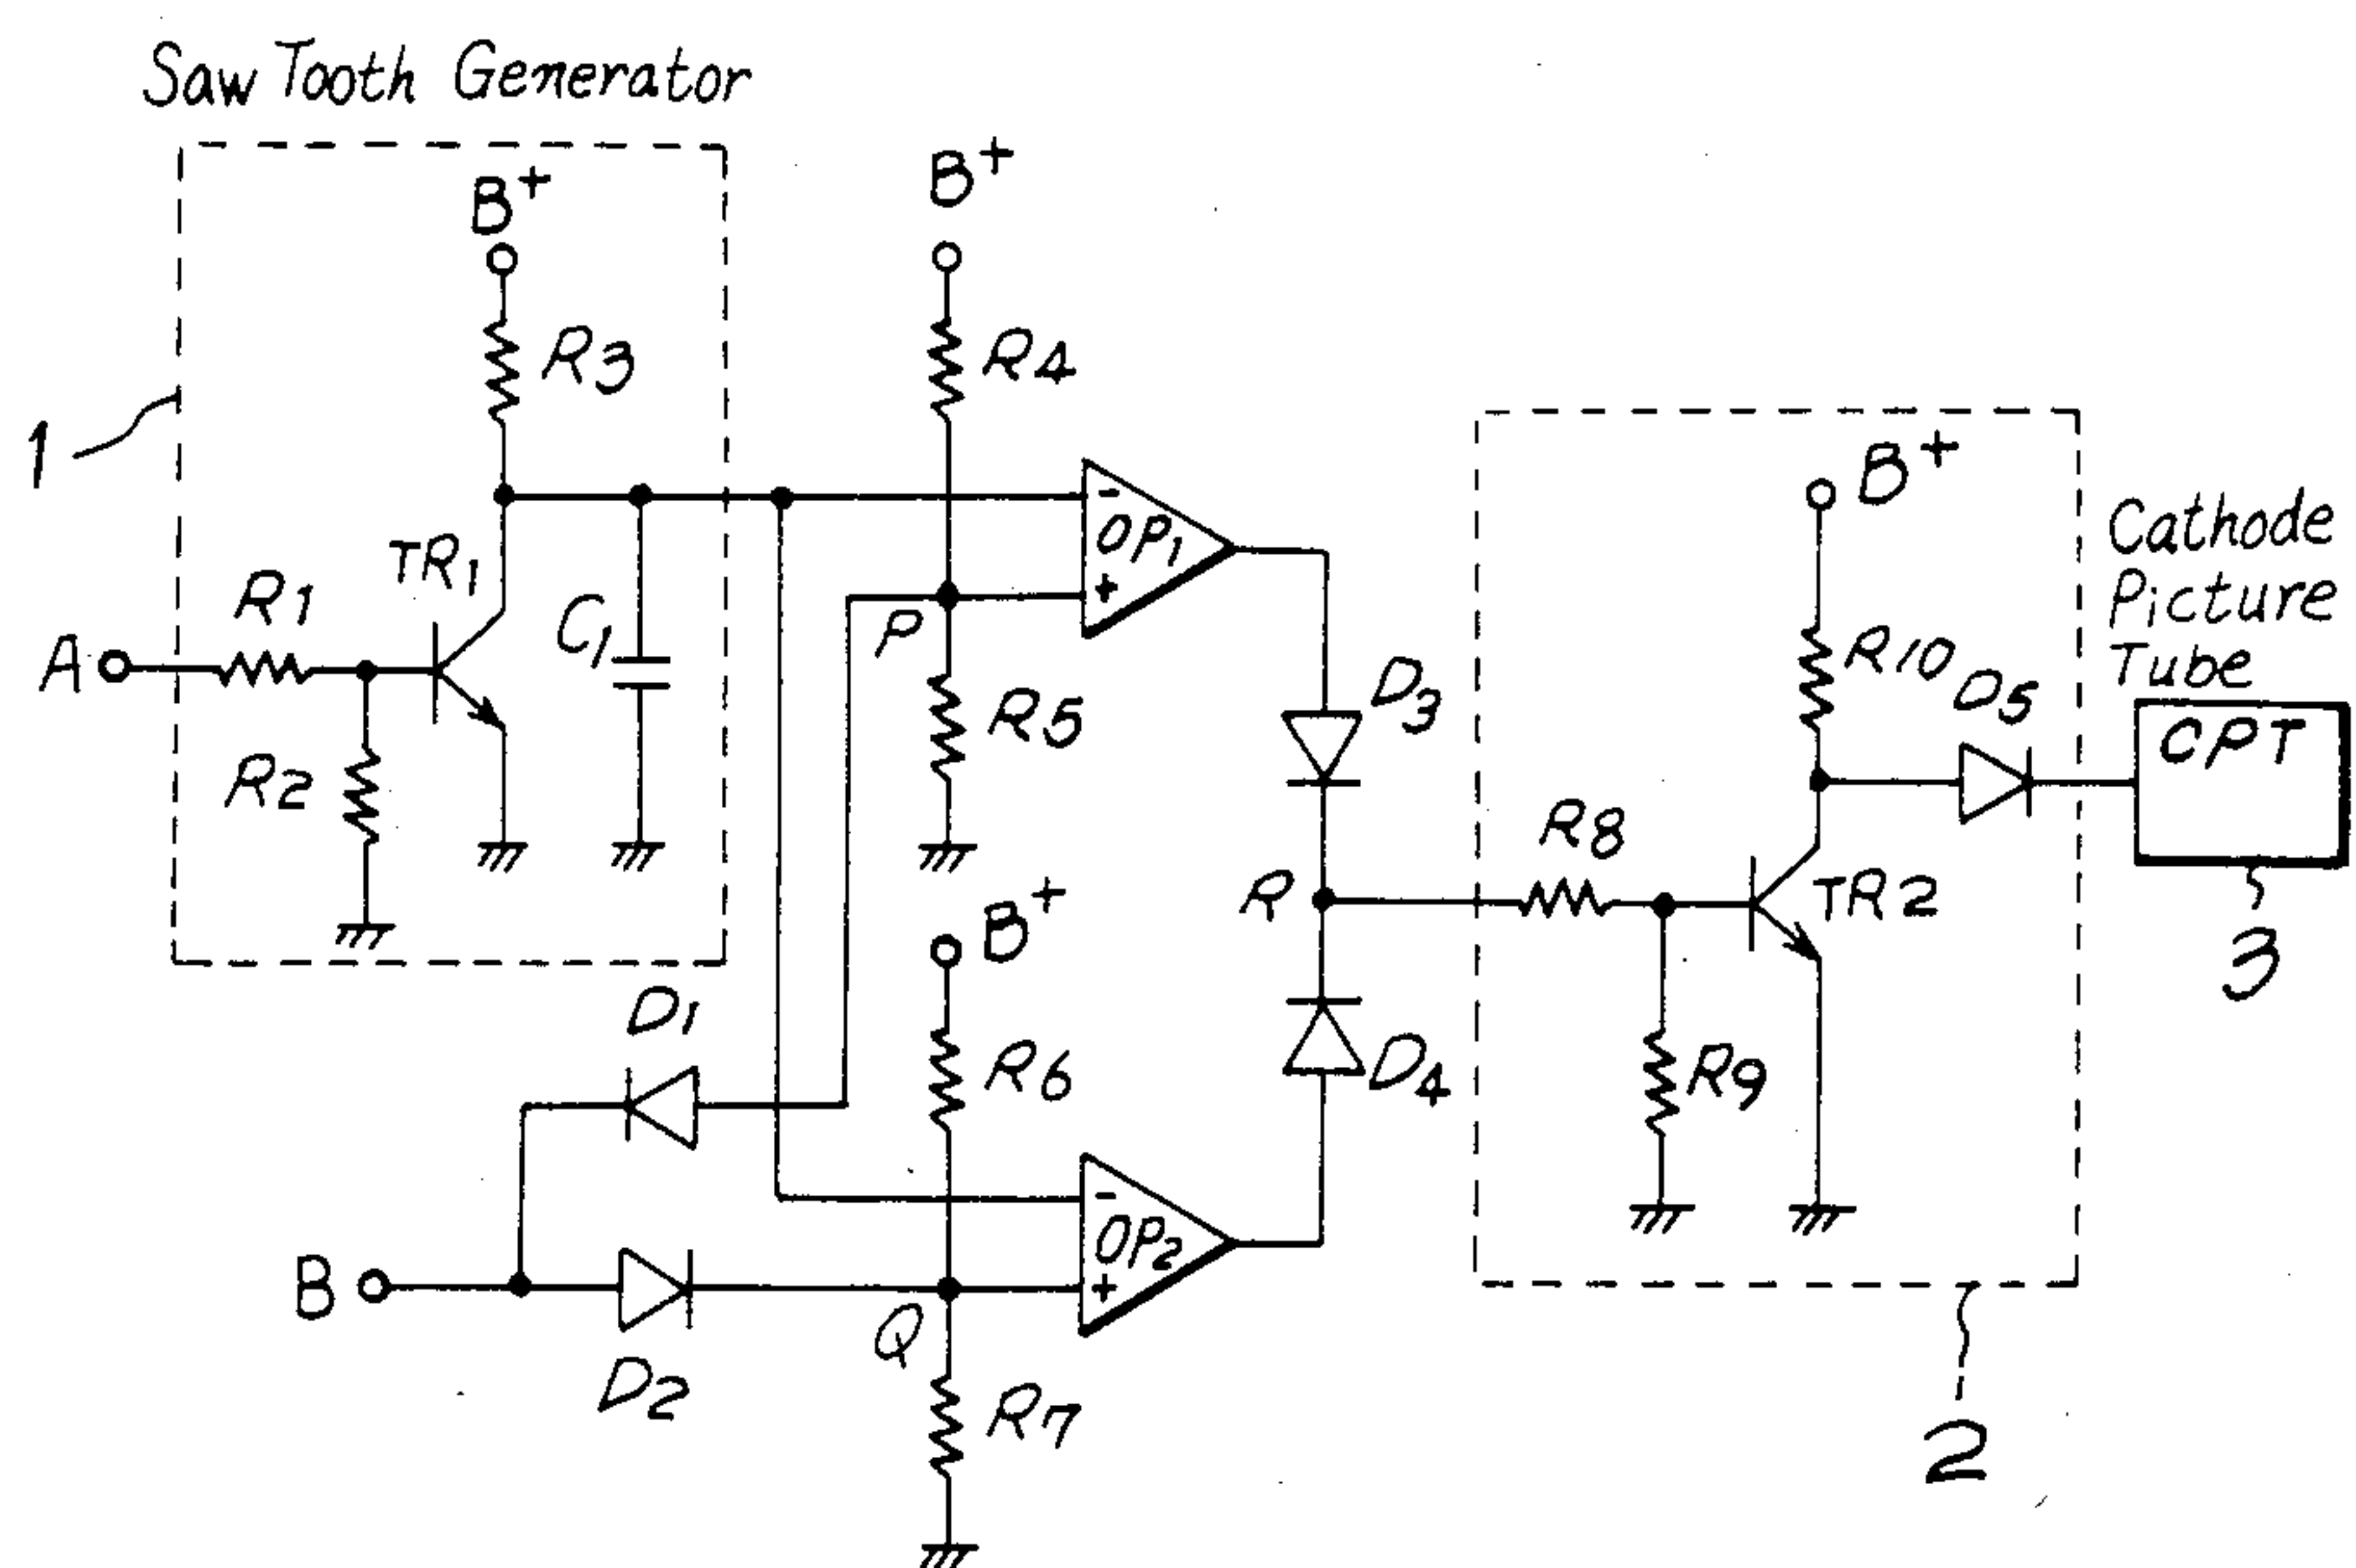 Saw Tooth Generator
B+
B+
R3
R4
1
B+
Cathode
Picture
Tube
TR1
OP1
-
+
R1
A
C1
P
R10
D5
D3
CPT
R5
R2
R8
R
TR2
B+
3
D1
R6
D4
R9
-
OP2
+
B
Q
D2
R7
2